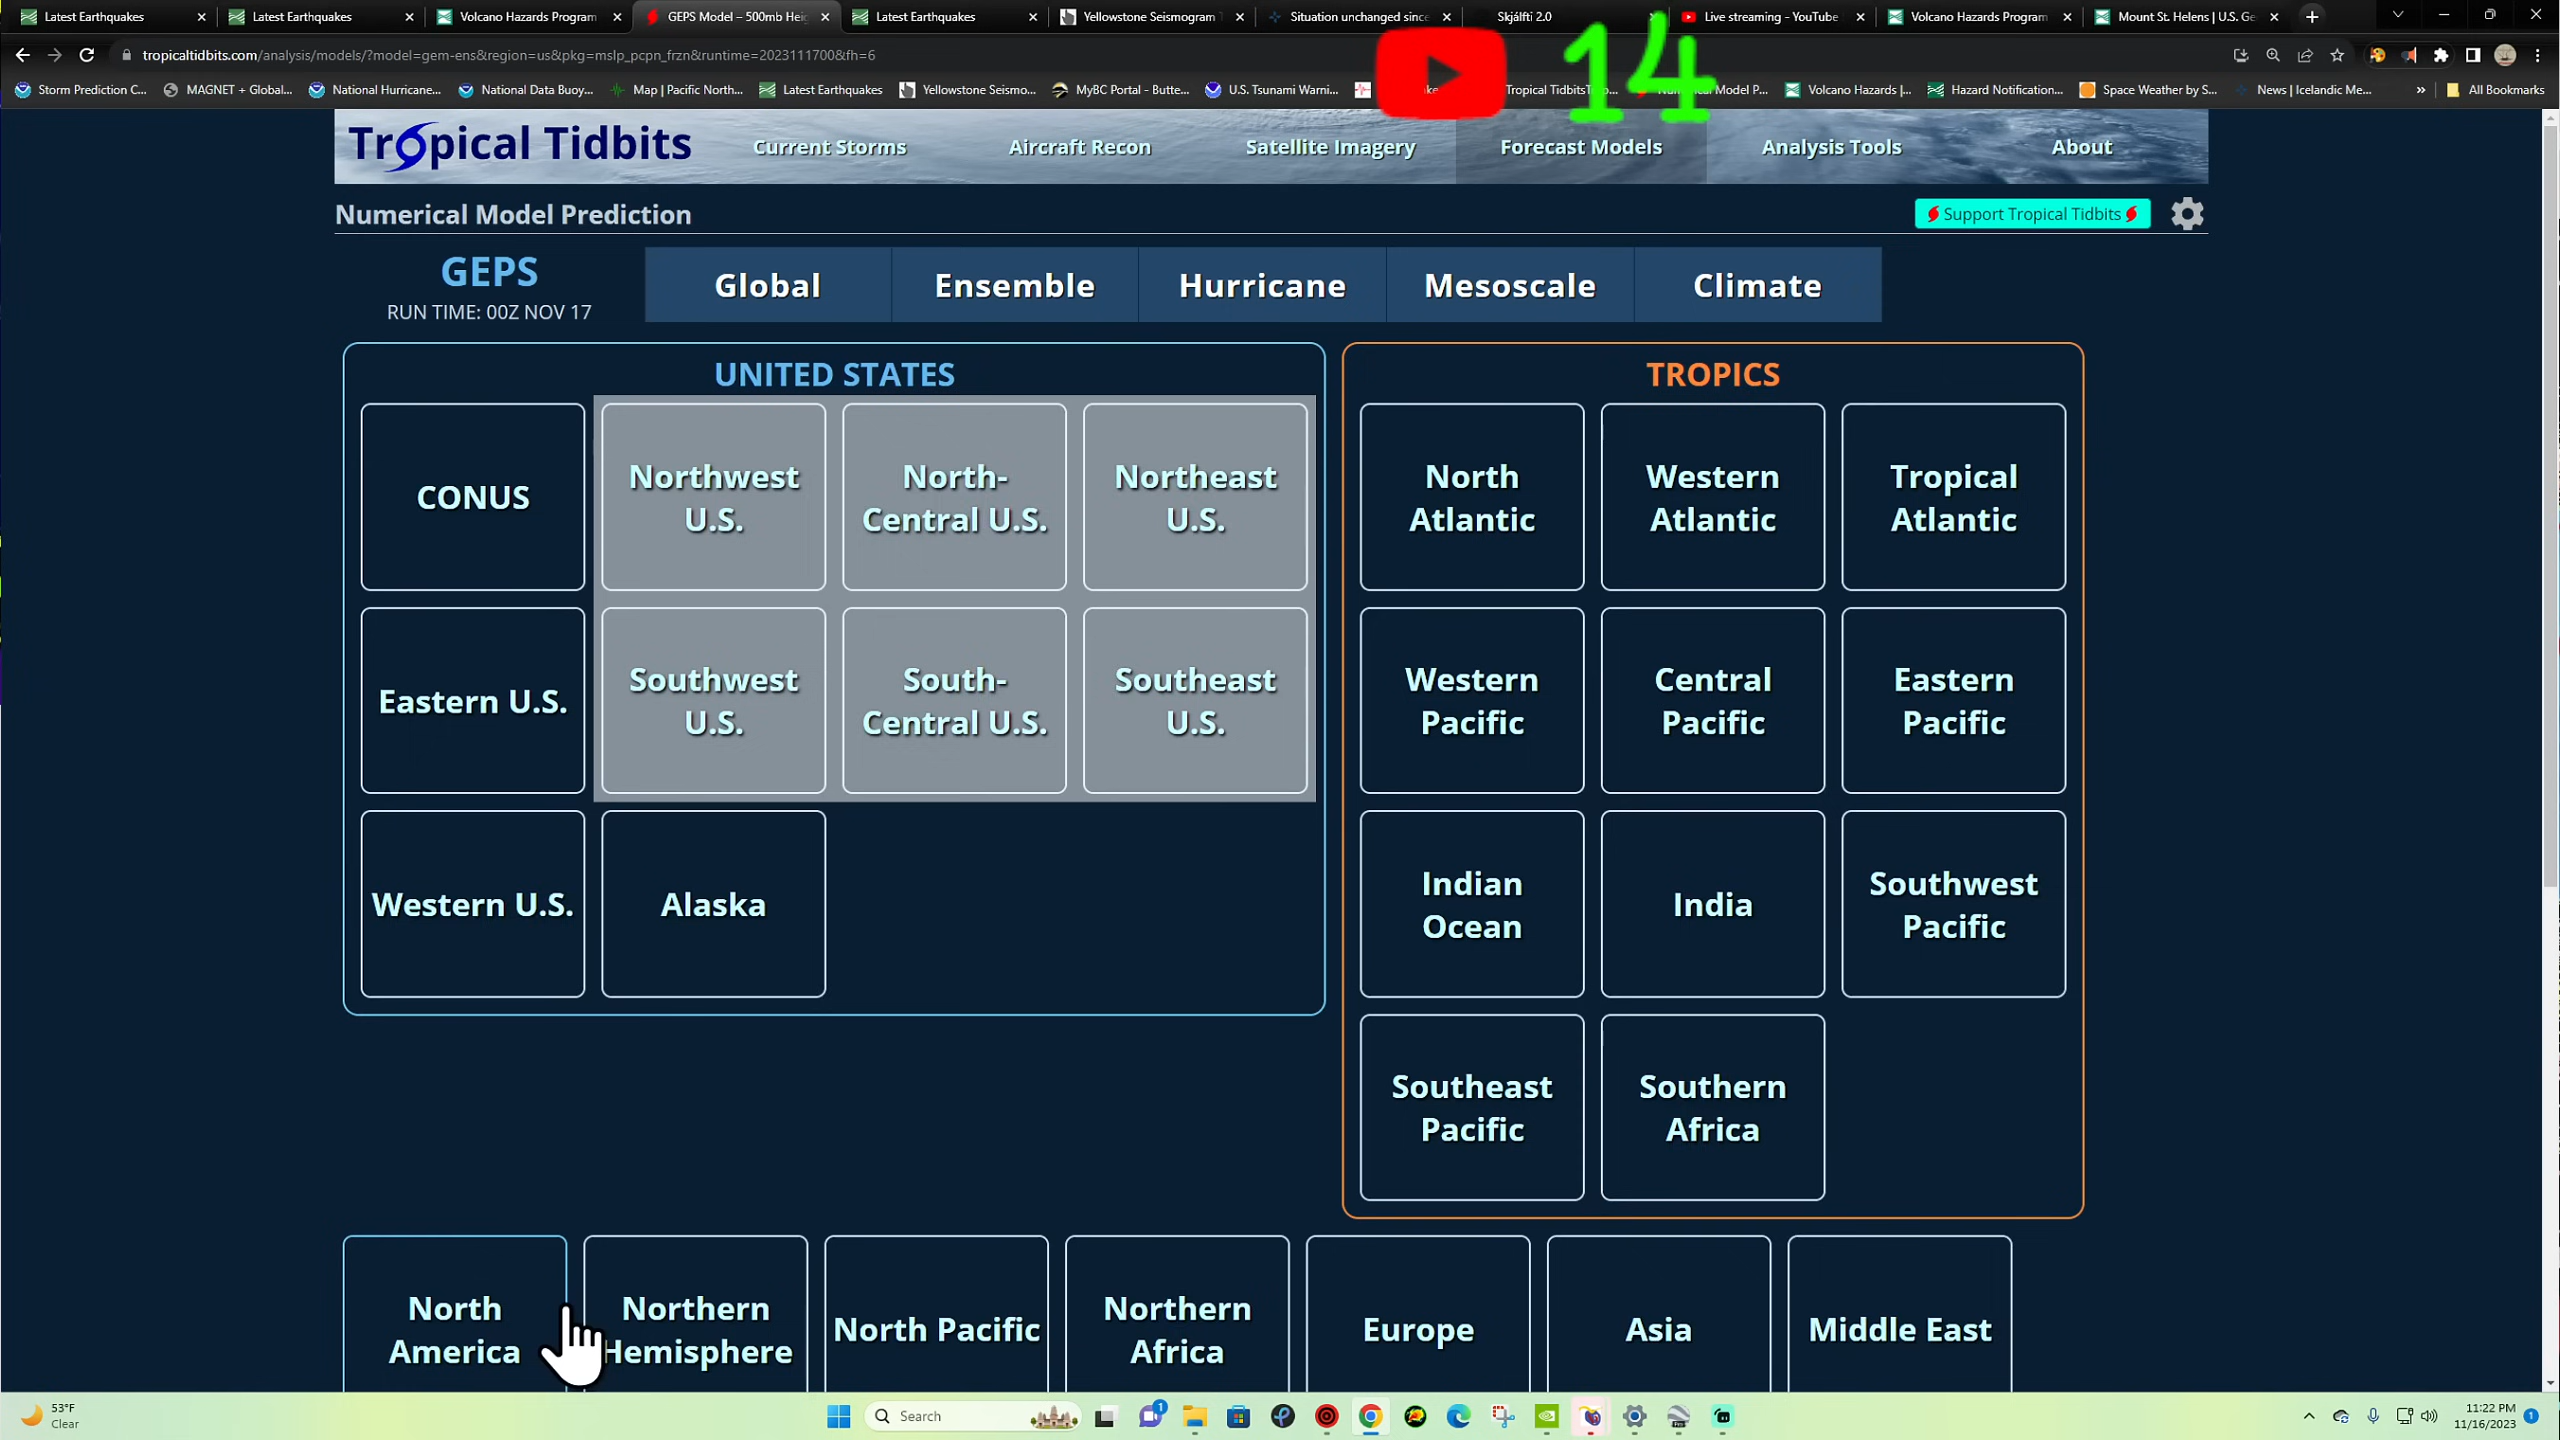 Latest Earthquakes
Latest Earthquakes
Volcano Hazards Program
GEPS Model – 500mb Hei
Latest Earthquakes
Yellowstone Seismogram T
Situation unchanged since
Skjálfti 2.0
Live streaming - YouTube
Volcano Hazards Program
Mount St. Helens | U.S. Ge
tropicaltidbits.com/analysis/models/?model=gem-ens&region=us&pkg=mslp_pcpn_frzn&runtime=2023111700&fh=6
14
Storm Prediction C...
MAGNET + Global...
National Hurricane...
National Data Buoy...
Map | Pacific North...
Latest Earthquakes
Yellowstone Seismo...
MyBC Portal - Butte...
U.S. Tsunami Warni...
Tropical Tidbits
Model P...
Volcano Hazards |...
Hazard Notification...
Space Weather by S...
News | Icelandic Me...
»
All Bookmarks
Tropical Tidbits
Current Storms
Aircraft Recon
Satellite Imagery
Forecast Models
Analysis Tools
About
Numerical Model Prediction
Support Tropical Tidbits
GEPS
RUN TIME: 00Z NOV 17
Global
Ensemble
Hurricane
Mesoscale
Climate
UNITED STATES
CONUS
Northwest
U.S.
North-
Central U.S.
Northeast
U.S.
Eastern U.S.
Southwest
U.S.
South-
Central U.S.
Southeast
U.S.
Western U.S.
Alaska
TROPICS
North
Atlantic
Western
Atlantic
Tropical
Atlantic
Western
Pacific
Central
Pacific
Eastern
Pacific
Indian
Ocean
India
Southwest
Pacific
Southeast
Pacific
Southern
Africa
North
America
Northern
Hemisphere
North Pacific
Northern
Africa
Europe
Asia
Middle East
53°F
Clear
Search
1
11:22 PM
11/16/2023
1